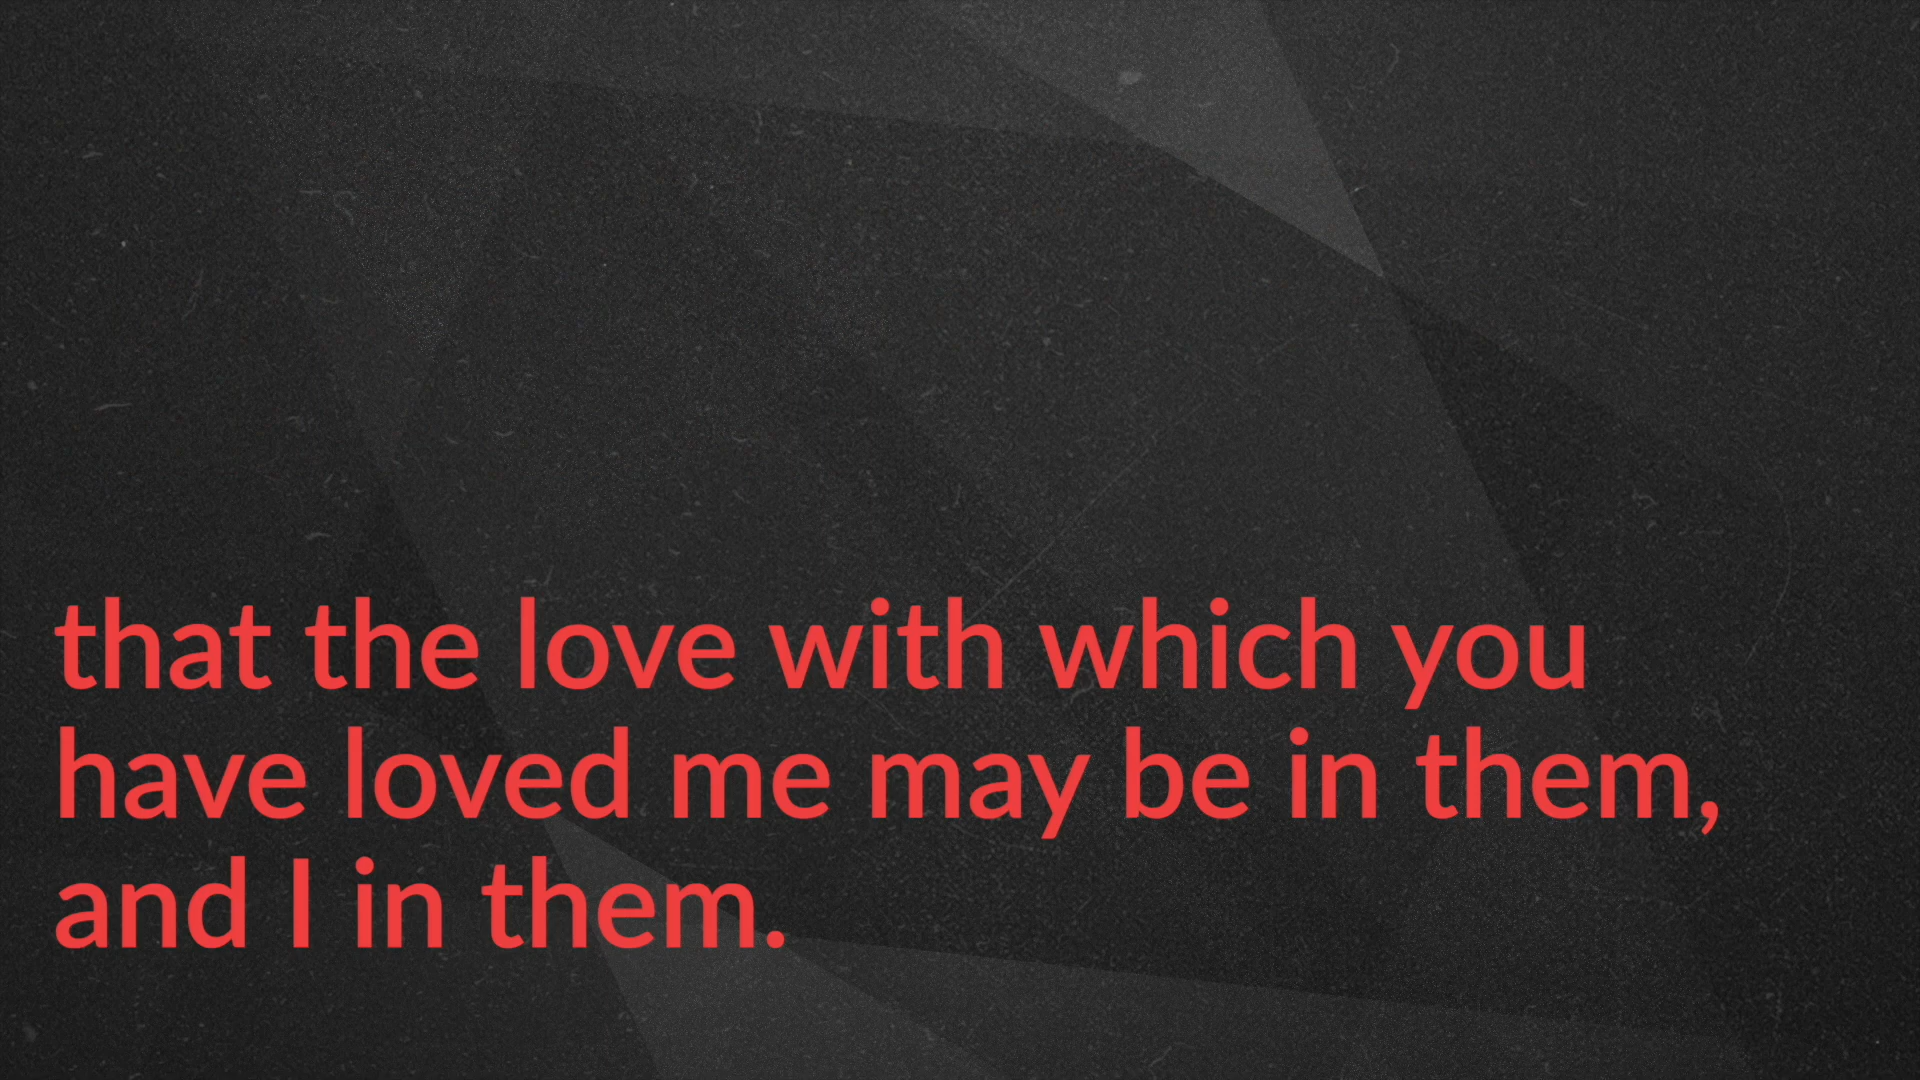 that the love with which you
have loved me may be in them,
and I in them.